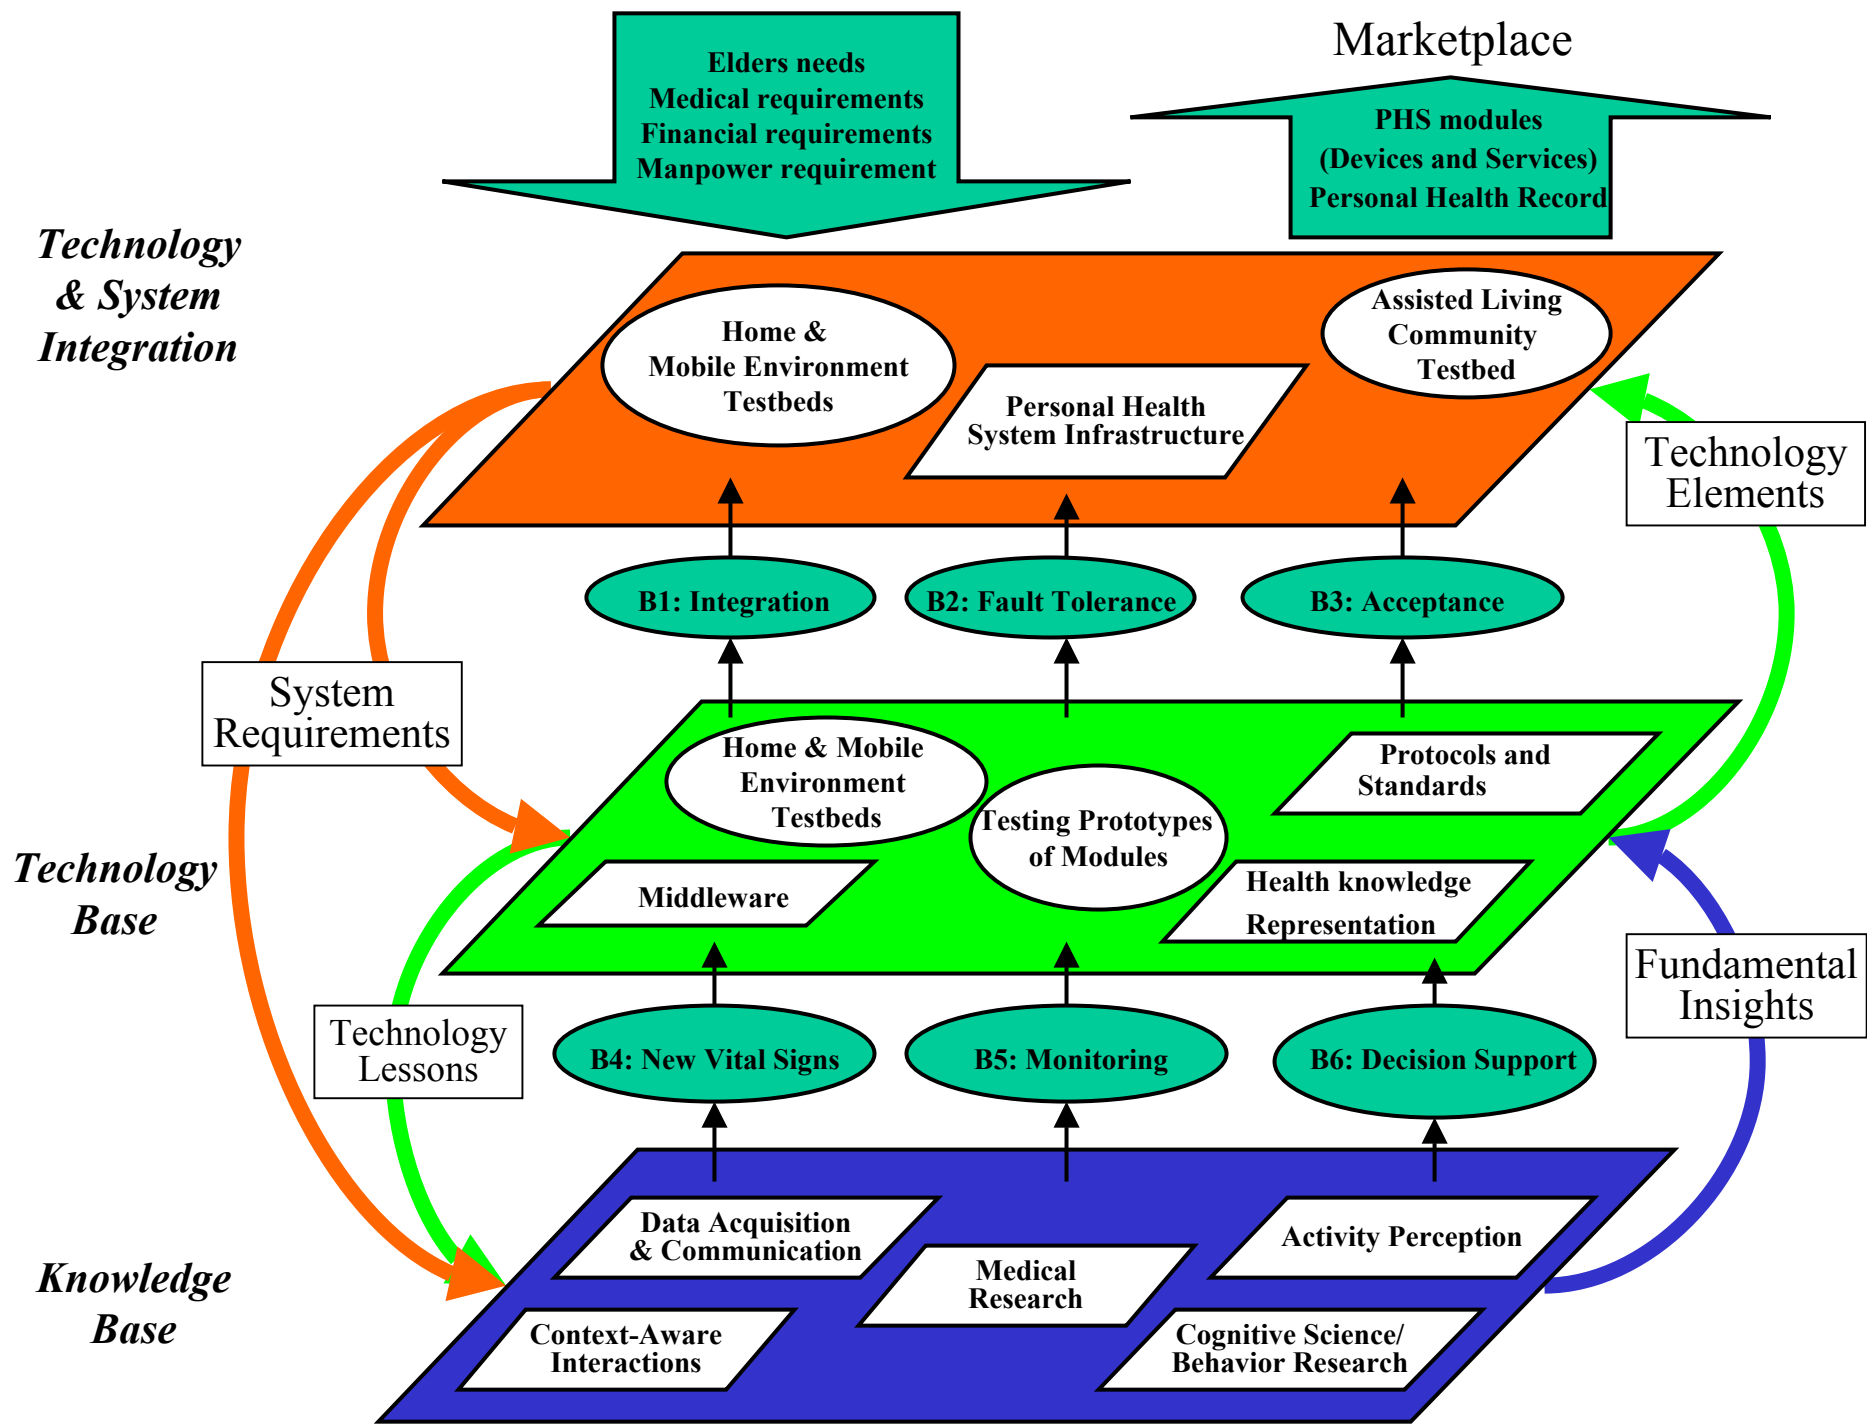 Elders needs
Medical requirements
Financial requirements
Manpower requirement
Marketplace
PHS modules
(Devices and Services)
Personal Health Record
Technology
& System
Integration
Home &
Mobile Environment
Testbeds
Personal Health
System Infrastructure
Assisted Living
Community
Testbed
Technology
Elements
B1: Integration
B2: Fault Tolerance
B3: Acceptance
System
Requirements
Home & Mobile
Environment
Testbeds
Testing Prototypes
of Modules
Protocols and
Standards
Middleware
Health knowledge
Representation
Technology
Base
Fundamental
Insights
Technology
Lessons
B4: New Vital Signs
B5: Monitoring
B6: Decision Support
Knowledge
Base
Data Acquisition
& Communication
Medical
Research
Activity Perception
Context-Aware
Interactions
Cognitive Science/
Behavior Research